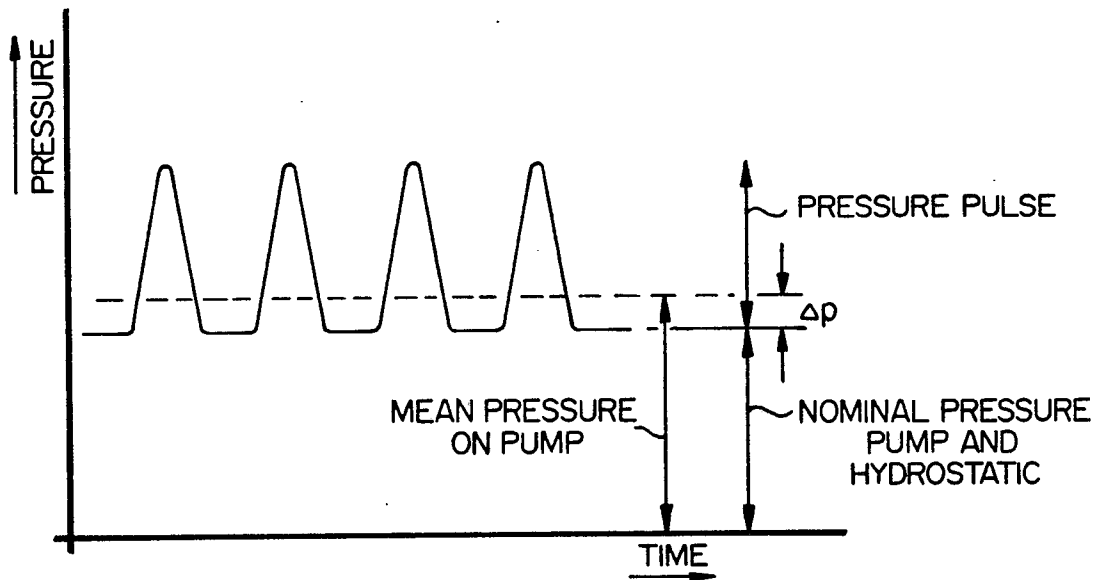 PRESSURE
PRESSURE PULSE
Δp
MEAN PRESSURE
ON PUMP
NOMINAL PRESSURE
PUMP AND
HYDROSTATIC
TIME